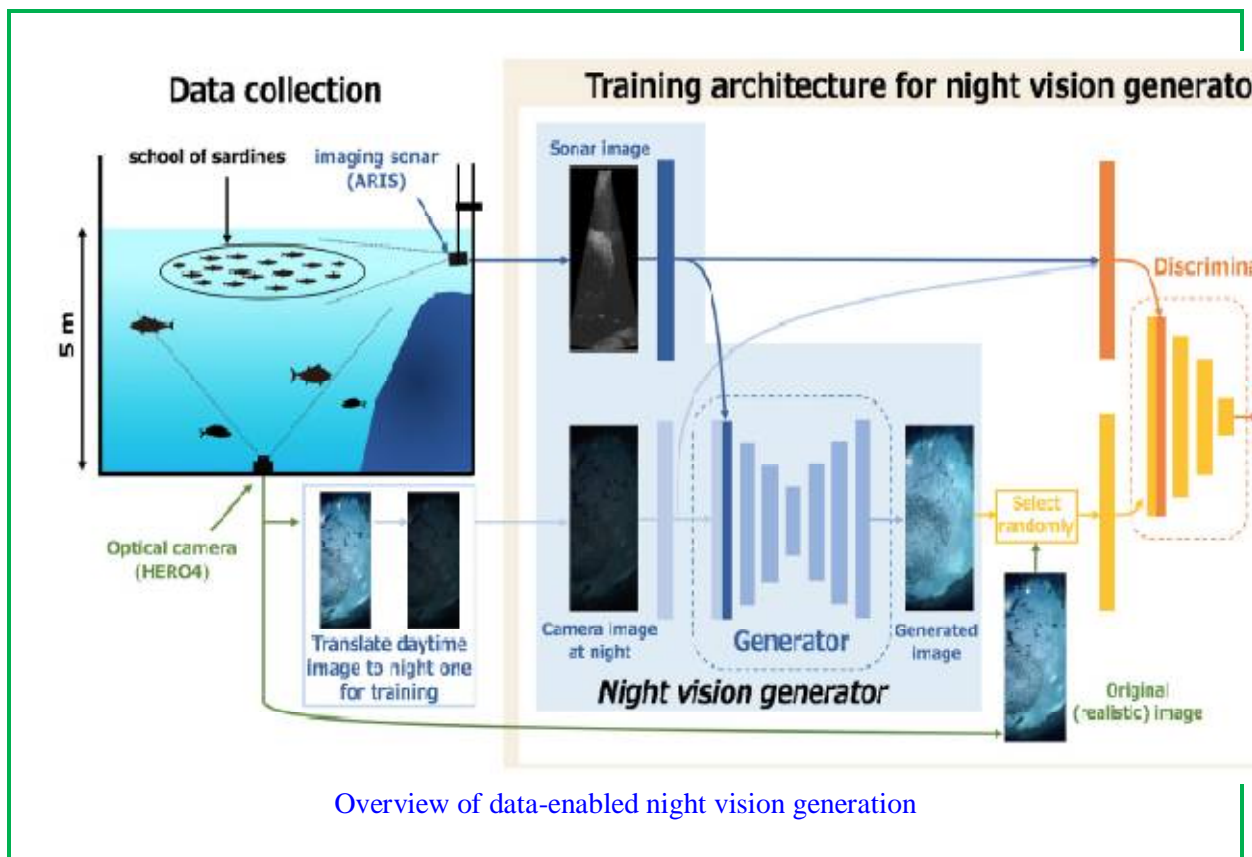 Data collection
Training architecture for night vision generato
school of sardines
imaging sonar
(ARIS)
Sonar image
5 m
Discrimina
Optical camera
(HERO4)
Translate daytime
image to night one
for training
Camera image
at night
Generator
Generated
image
Select
randomly
Night vision generator
Original
(realistic) image
Overview of data-enabled night vision generation